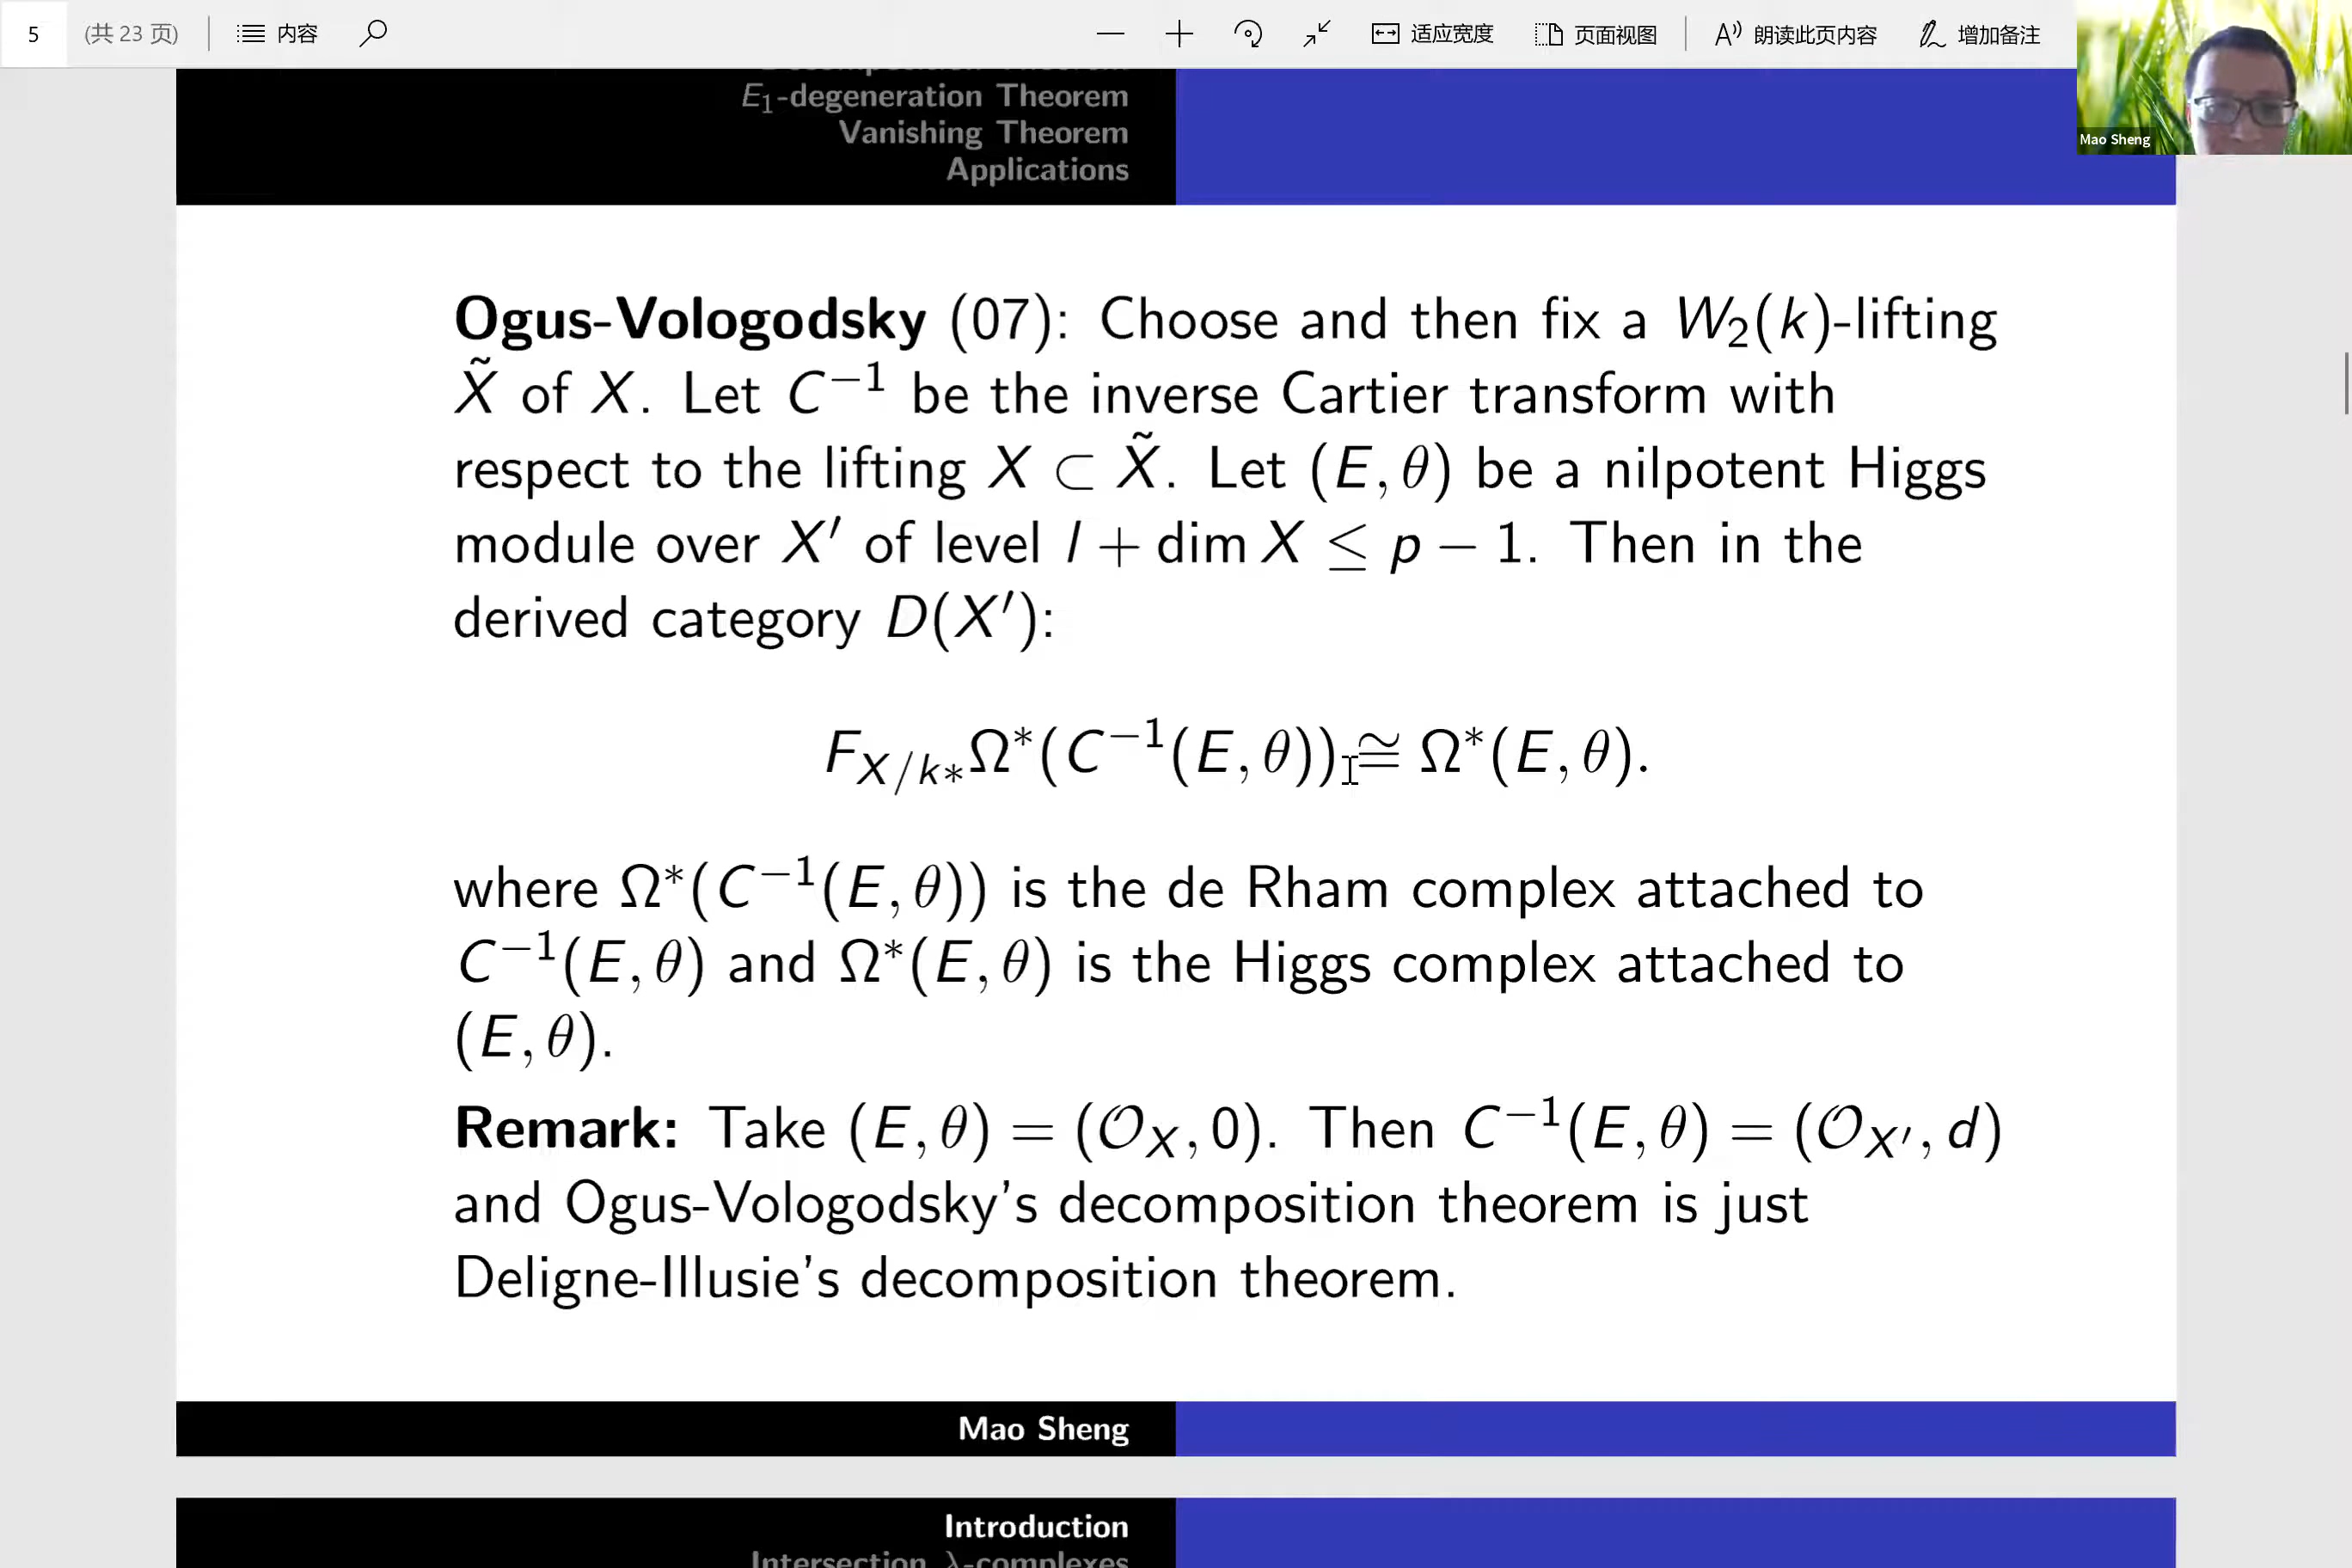 5 (共 23 页) 内容 适应宽度 页面视图 朗读此页内容 增加备注
Mao Sheng
E₁-degeneration Theorem
Vanishing Theorem
Applications
Ogus-Vologodsky (07): Choose and then fix a W₂(k)-lifting
X̃ of X. Let C⁻¹ be the inverse Cartier transform with
respect to the lifting X ⊂ X̃. Let (E, θ) be a nilpotent Higgs
module over X′ of level l + dim X ≤ p − 1. Then in the
derived category D(X′):
F_{X/k*}Ω*(C⁻¹(E, θ)) ≅ Ω*(E, θ).
where Ω*(C⁻¹(E, θ)) is the de Rham complex attached to
C⁻¹(E, θ) and Ω*(E, θ) is the Higgs complex attached to
(E, θ).
Remark: Take (E, θ) = (𝒪_X, 0). Then C⁻¹(E, θ) = (𝒪_{X′}, d)
and Ogus-Vologodsky's decomposition theorem is just
Deligne-Illusie's decomposition theorem.
Mao Sheng
Introduction
Intersection λ-complexes